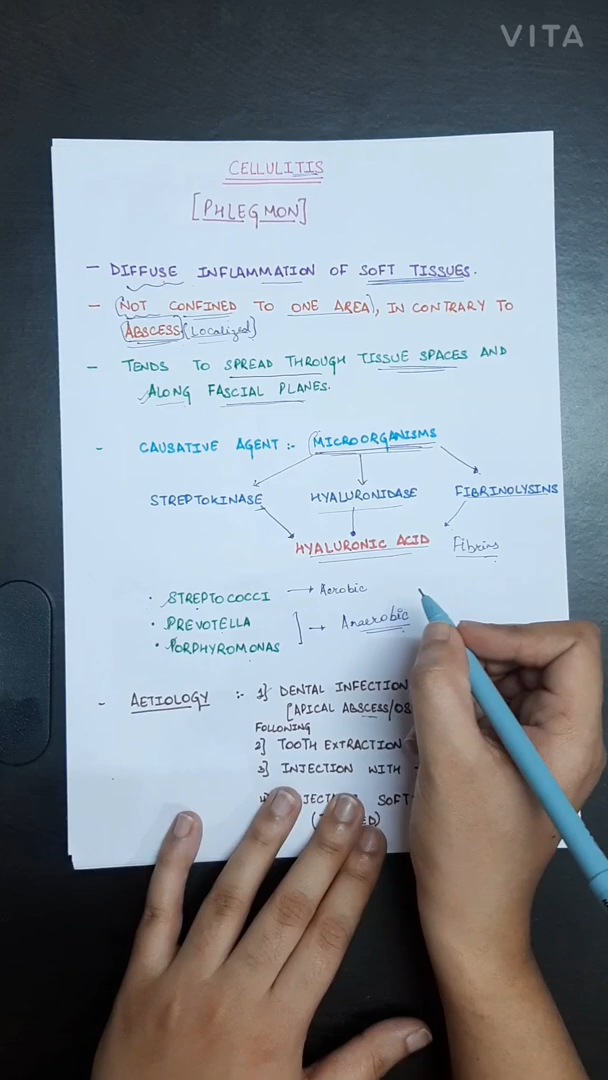 VITA
CELLULITIS
[PHLEGMON]
- DIFFUSE INFLAMMATION OF SOFT TISSUES.
- (NOT CONFINED TO ONE AREA), IN CONTRARY TO
ABSCESS (Localized)
- TENDS TO SPREAD THROUGH TISSUE SPACES AND
ALONG FASCIAL PLANES.
- CAUSATIVE AGENT :- MICROORGANISMS
STREPTOKINASE HYALURONIDASE FIBRINOLYSINS
HYALURONIC ACID Fibrins
• STREPTOCOCCI → Aerobic
• PREVOTELLA
] → Anaerobic
• PORPHYROMONAS
- AETIOLOGY :- 1] DENTAL INFECTION
[APICAL ABSCESS/OS
FOLLOWING
2] TOOTH EXTRACTION
3] INJECTION WITH
SOFT